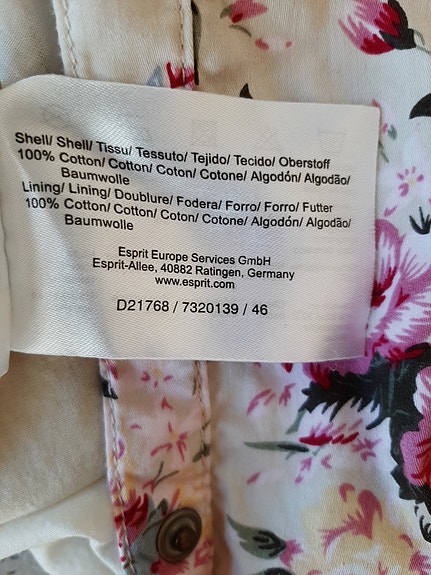 Shell/ Shell/ Tissu/ Tessuto/ Tejido/ Tecido/ Oberstoff
100% Cotton/ Cotton/ Coton/ Cotone/ Algodón/ Algodão/
Baumwolle
Lining/ Lining/ Doublure/ Fodera/ Forro/ Forro/ Futter
100% Cotton/ Cotton/ Coton/ Cotone/ Algodón/ Algodão/
Baumwolle
Esprit Europe Services GmbH
Esprit-Allee, 40882 Ratingen, Germany
www.esprit.com
D21768 / 7320139 / 46